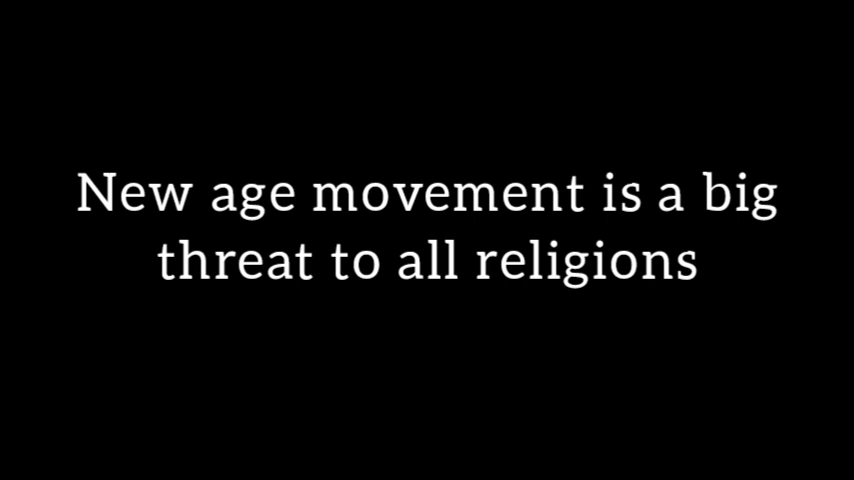 New age movement is a big
threat to all religions